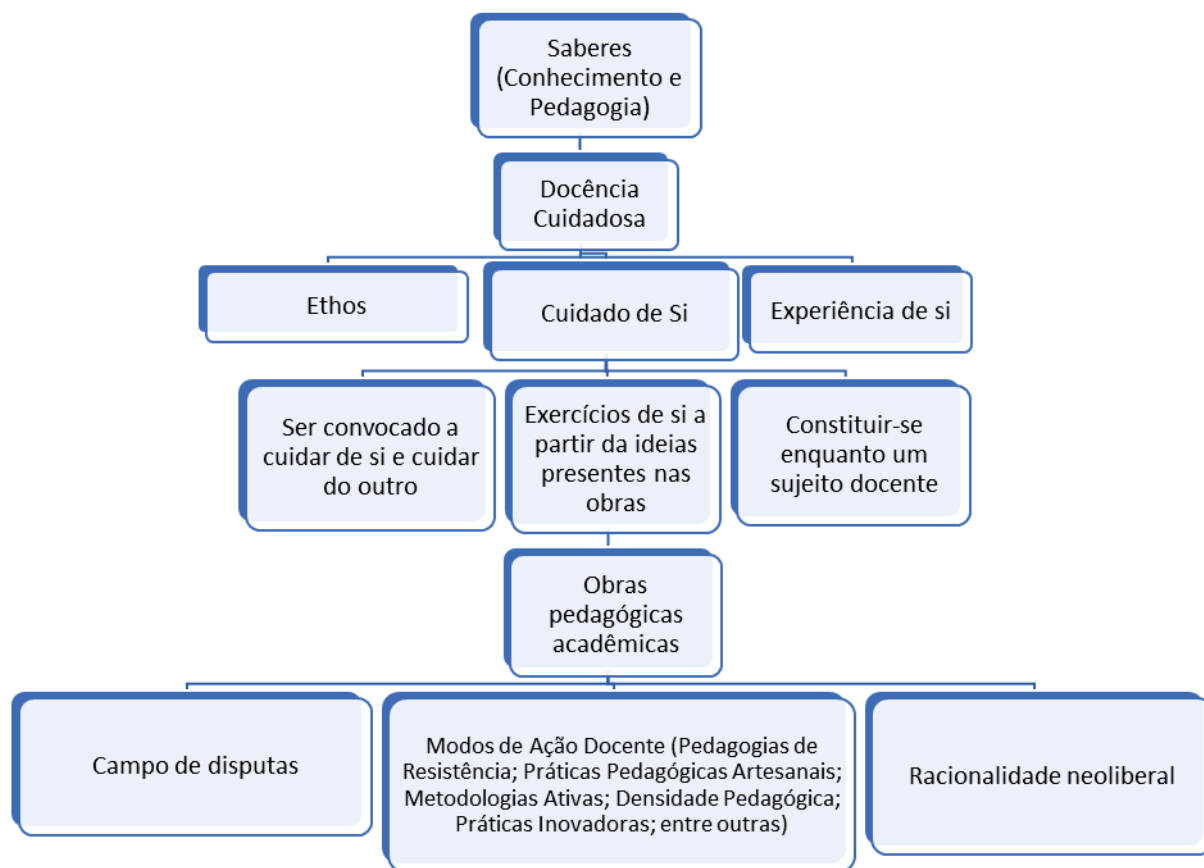 Saberes
(Conhecimento e
Pedagogia)
Docência
Cuidadosa
Ethos
Cuidado de Si
Experiência de si
Ser convocado a
cuidar de si e cuidar
do outro
Exercícios de si a
partir da ideias
presentes nas
obras
Constituir-se
enquanto um
sujeito docente
Obras
pedagógicas
acadêmicas
Campo de disputas
Modos de Ação Docente (Pedagogias de
Resistência; Práticas Pedagógicas Artesanais;
Metodologias Ativas; Densidade Pedagógica;
Práticas Inovadoras; entre outras)
Racionalidade neoliberal